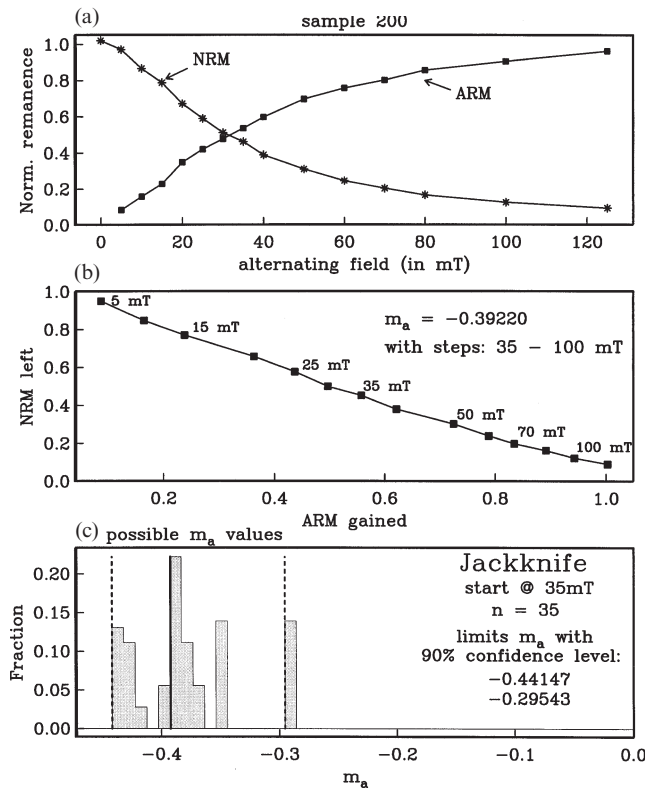 (a)
sample 200
Norm. remanence
1.0
0.8
0.6
0.4
0.2
0.0
NRM
ARM
0 20 40 60 80 100 120
alternating field (in mT)
(b)
NRM left
1.0
0.8
0.6
0.4
0.2
0.0
5 mT
15 mT
25 mT
35 mT
50 mT
70 mT
100 mT
mₐ = −0.39220
with steps: 35 − 100 mT
0.2 0.4 0.6 0.8 1.0
ARM gained
(c) possible mₐ values
Fraction
0.20
0.15
0.10
0.05
0.00
Jackknife
start @ 35mT
n = 35
limits mₐ with
90% confidence level:
−0.44147
−0.29543
−0.4 −0.3 −0.2 −0.1 0.0
mₐ